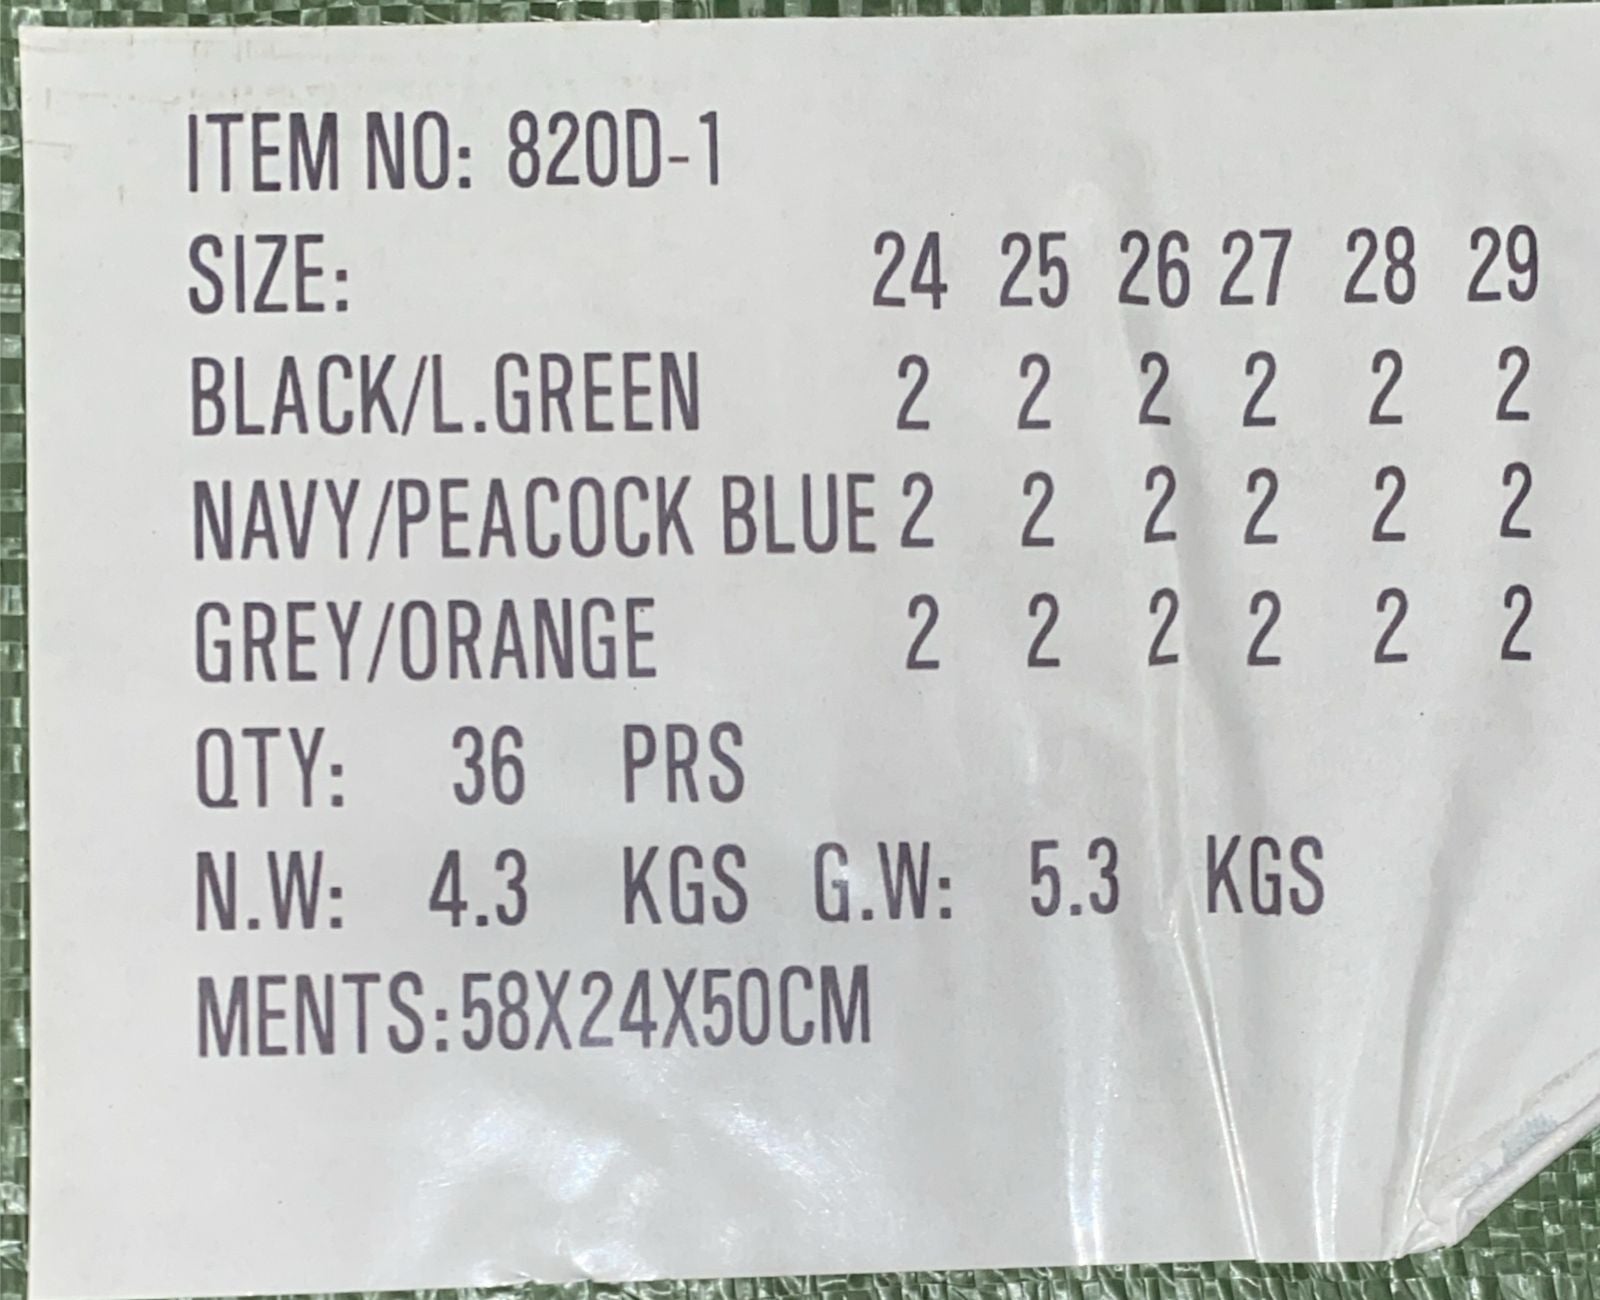 ITEM NO: 820D-1
SIZE: 24 25 26 27 28 29
BLACK/L.GREEN 2 2 2 2 2 2
NAVY/PEACOCK BLUE 2 2 2 2 2 2
GREY/ORANGE 2 2 2 2 2 2
QTY: 36 PRS
N.W: 4.3 KGS G.W: 5.3 KGS
MENTS:58X24X50CM